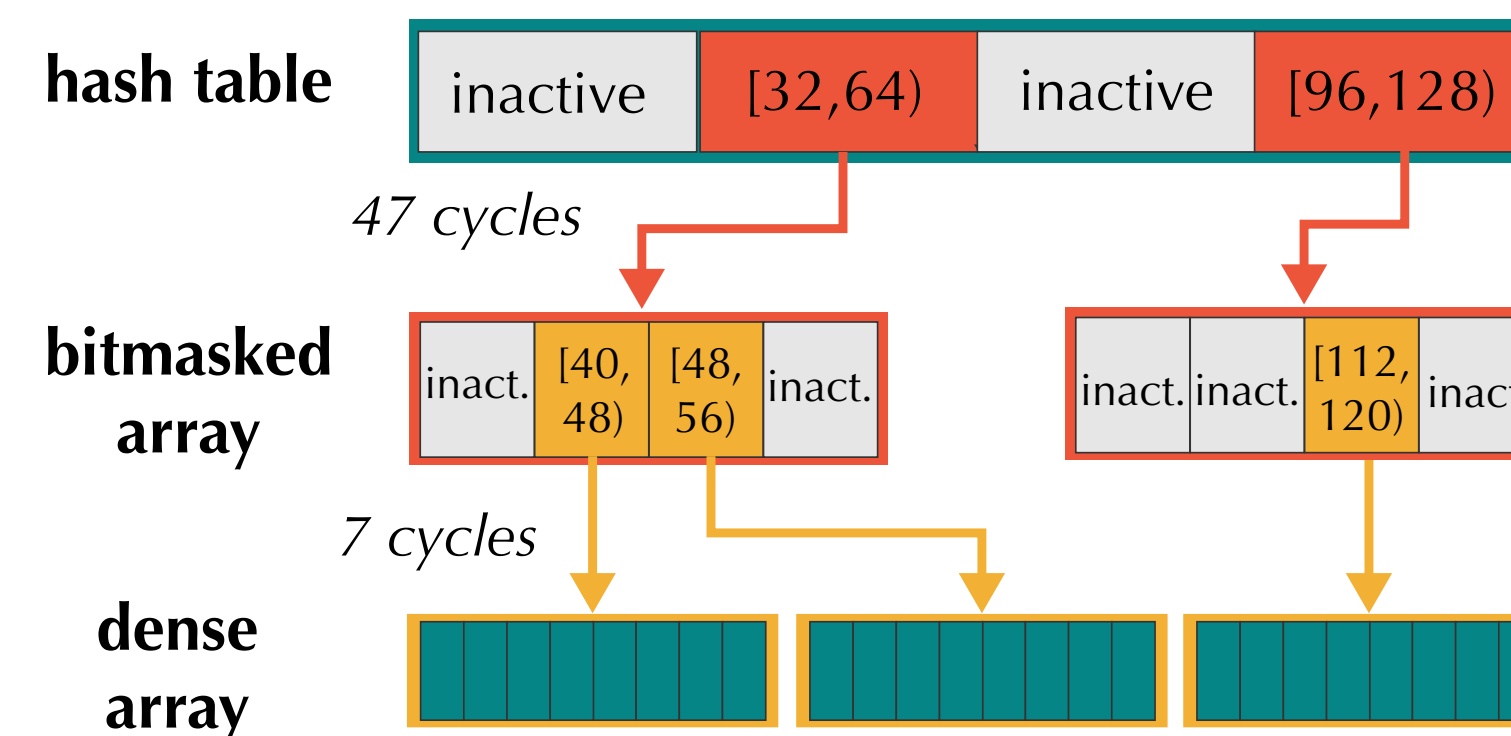 hash table
inactive
[32,64)
inactive
[96,128)
47 cycles
bitmasked
array
inact.
[40,
48)
[48,
56)
inact.
inact.
inact.
[112,
120)
inact
7 cycles
dense
array